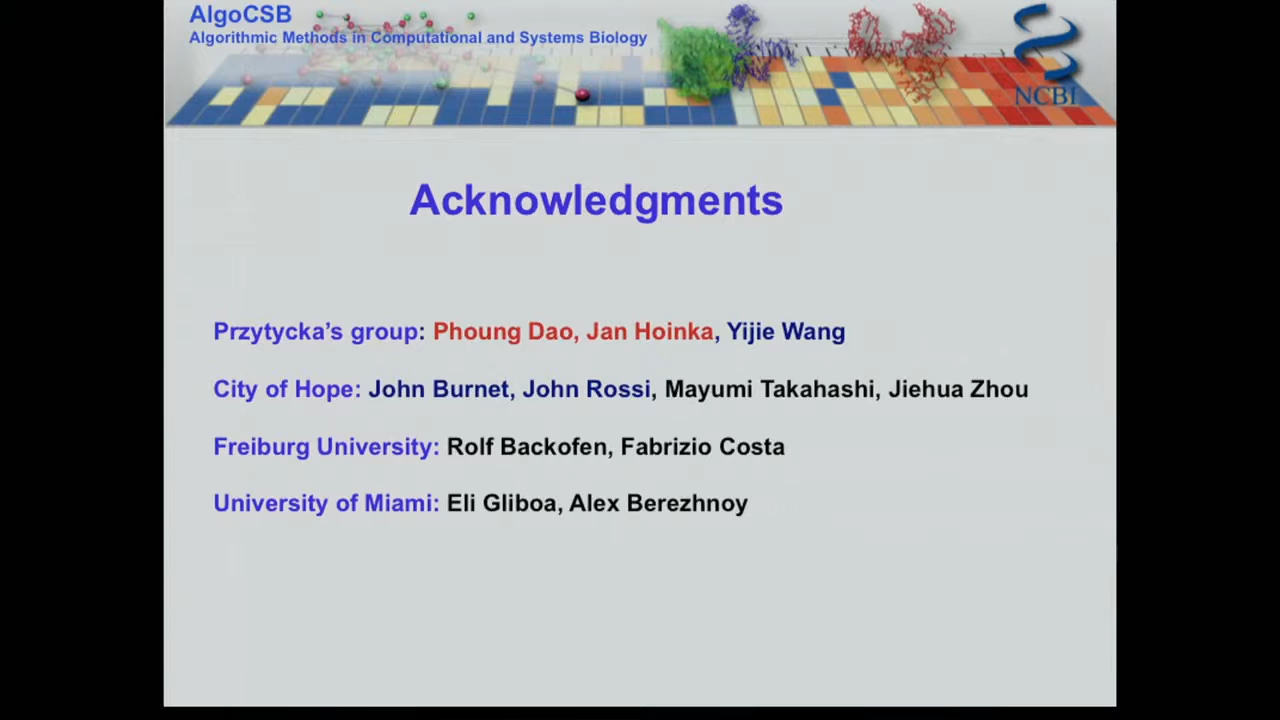 AlgoCSB
Algorithmic Methods in Computational and Systems Biology
NCBI
Acknowledgments
Przytycka’s group: Phoung Dao, Jan Hoinka, Yijie Wang
City of Hope: John Burnet, John Rossi, Mayumi Takahashi, Jiehua Zhou
Freiburg University: Rolf Backofen, Fabrizio Costa
University of Miami: Eli Gliboa, Alex Berezhnoy